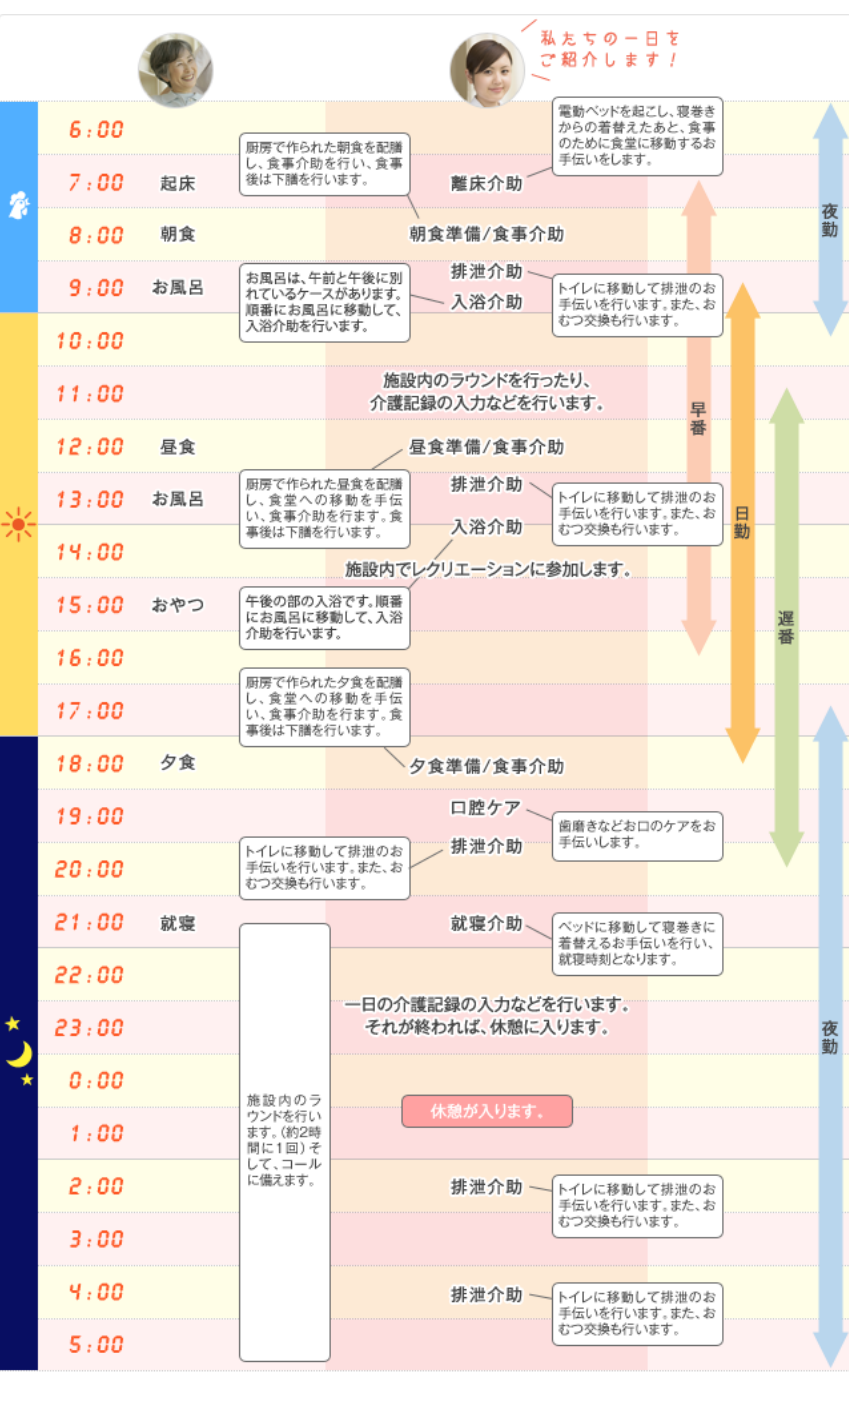 私たちの一日を
ご紹介します！
6:00
電動ベッドを起こし、寝巻き
からの着替えたあと、食事
のために食堂に移動するお
手伝いをします。
厨房で作られた朝食を配膳
し、食事介助を行い、食事
後は下膳を行います。
7:00 起床 離床介助
夜勤
8:00 朝食 朝食準備/食事介助
排泄介助
9:00 お風呂
お風呂は、午前と午後に別
れているケースがあります。
順番にお風呂に移動して、
入浴介助を行います。
入浴介助
トイレに移動して排泄のお
手伝いを行います。また、お
むつ交換も行います。
10:00
11:00
施設内のラウンドを行ったり、
介護記録の入力などを行います。
早番
12:00 昼食 昼食準備/食事介助
13:00 お風呂
厨房で作られた昼食を配膳
し、食堂への移動を手伝
い、食事介助を行ます。食
事後は下膳を行います。
排泄介助
トイレに移動して排泄のお
手伝いを行います。また、お
むつ交換も行います。
日勤
入浴介助
14:00
施設内でレクリエーションに参加します。
15:00 おやつ
午後の部の入浴です。順番
にお風呂に移動して、入浴
介助を行います。
遅番
16:00
17:00
厨房で作られた夕食を配膳
し、食堂への移動を手伝
い、食事介助を行ます。食
事後は下膳を行います。
18:00 夕食 夕食準備/食事介助
19:00 口腔ケア
歯磨きなどお口のケアをお
手伝いします。
排泄介助
トイレに移動して排泄のお
手伝いを行います。また、お
むつ交換も行います。
20:00
21:00 就寝 就寝介助
ベッドに移動して寝巻きに
着替えるお手伝いを行い、
就寝時刻となります。
22:00
一日の介護記録の入力などを行います。
それが終われば、休憩に入ります。
23:00
夜勤
0:00
休憩が入ります。
施設内のラ
ウンドを行い
ます。(約2時
間に1回)そ
して、コール
に備えます。
1:00
2:00 排泄介助
トイレに移動して排泄のお
手伝いを行います。また、お
むつ交換も行います。
3:00
4:00 排泄介助
トイレに移動して排泄のお
手伝いを行います。また、お
むつ交換も行います。
5:00